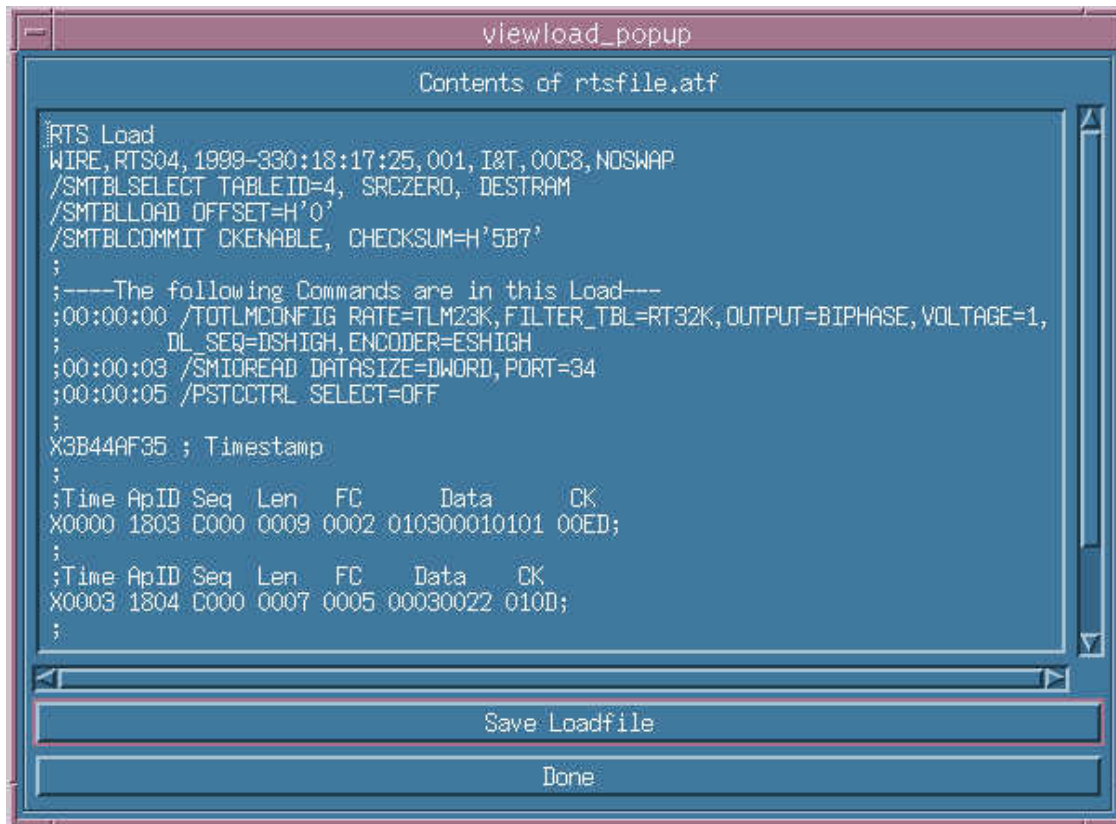 viewload_popup
Contents of rtsfile.atf
RTS Load
WIRE,RTS04,1999-330:18:17:25,001,I&T,00C8,NOSWAP
/SMTBLSELECT TABLEID=4, SRCZERO, DESTRAM
/SMTBLLOAD OFFSET=H'0'
/SMTBLCOMMIT CKENABLE, CHECKSUM=H'5B7'
;
;----The following Commands are in this Load---
;00:00:00 /TOTLMCONFIG RATE=TLM23K,FILTER_TBL=RT32K,OUTPUT=BIPHASE,VOLTAGE=1,
;        DL_SEQ=DSHIGH,ENCODER=ESHIGH
;00:00:03 /SMIOREAD DATASIZE=DWORD,PORT=34
;00:00:05 /PSTCCTRL SELECT=OFF
;
X3B44AF35 ; Timestamp
;
;Time ApID Seq  Len   FC      Data       CK
X0000 1803 C000 0009 0002 010300010101 00ED;
;
;Time ApID Seq  Len   FC    Data    CK
X0003 1804 C000 0007 0005 00030022 010D;
;
Save Loadfile
Done